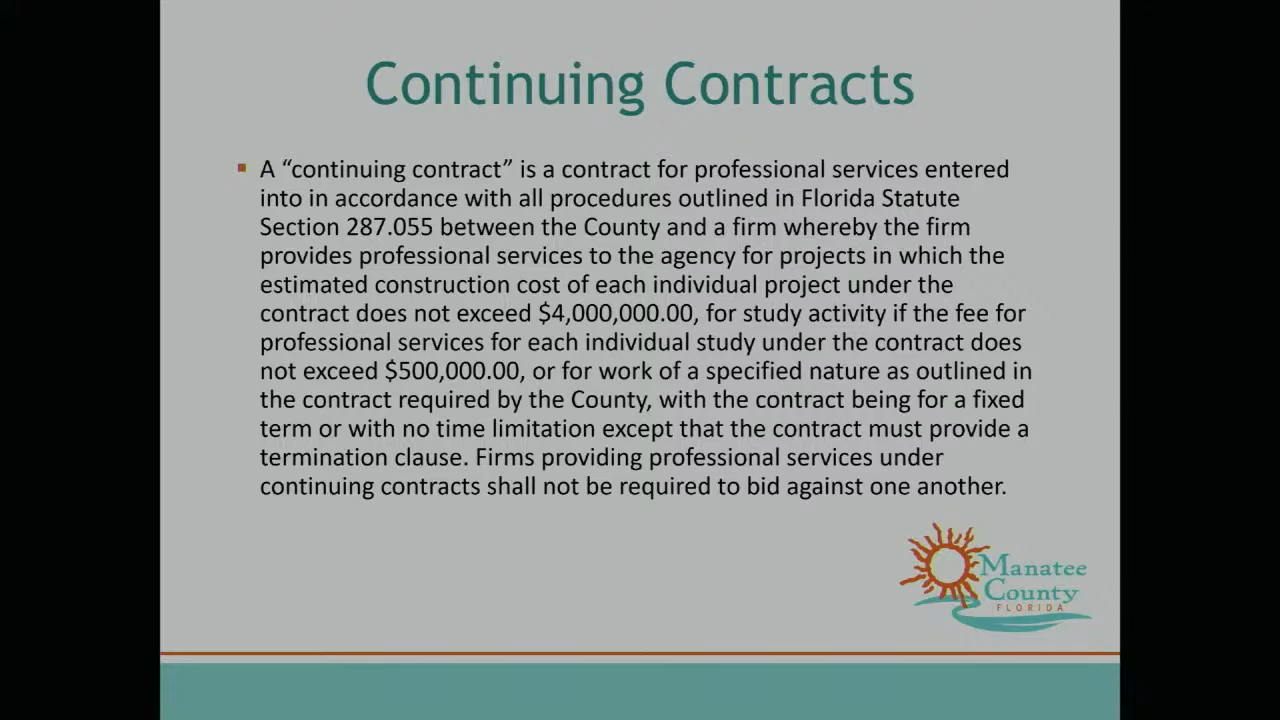 Continuing Contracts
A “continuing contract” is a contract for professional services entered
into in accordance with all procedures outlined in Florida Statute
Section 287.055 between the County and a firm whereby the firm
provides professional services to the agency for projects in which the
estimated construction cost of each individual project under the
contract does not exceed $4,000,000.00, for study activity if the fee for
professional services for each individual study under the contract does
not exceed $500,000.00, or for work of a specified nature as outlined in
the contract required by the County, with the contract being for a fixed
term or with no time limitation except that the contract must provide a
termination clause. Firms providing professional services under
continuing contracts shall not be required to bid against one another.
Manatee
County
FLORIDA